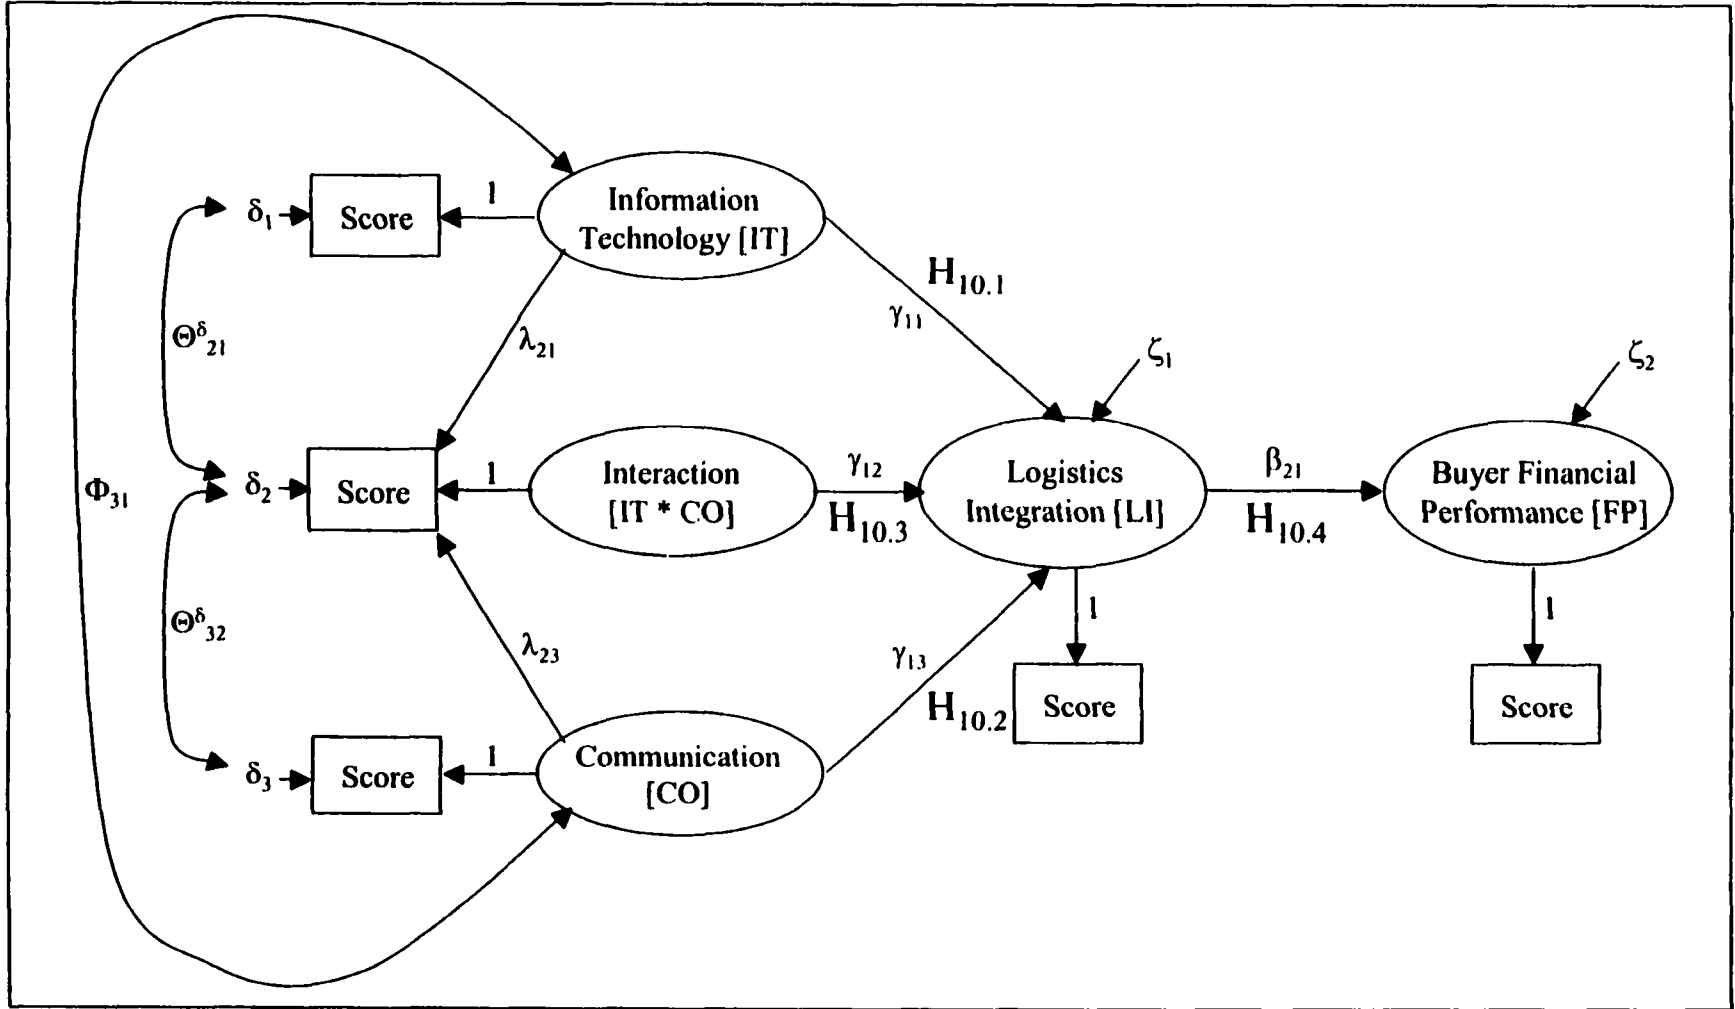 Information
Technology [IT]
1
Score
δ₁
H₁₀.₁
γ₁₁
Θᵟ₂₁
λ₂₁
ζ₁
ζ₂
Φ₃₁
δ₂
Score
1
Interaction
[IT * CO]
γ₁₂
H₁₀.₃
Logistics
Integration [LI]
β₂₁
H₁₀.₄
Buyer Financial
Performance [FP]
Θᵟ₃₂
λ₂₃
γ₁₃
H₁₀.₂
1
Score
1
Score
δ₃
Score
1
Communication
[CO]